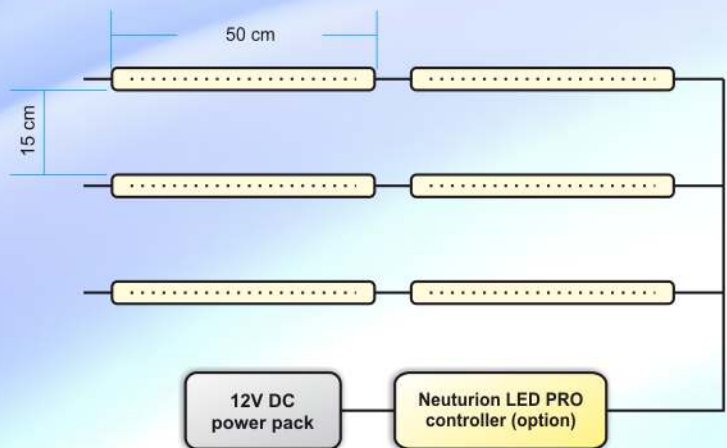 50 cm
15 cm
12V DC
power pack
Neuturion LED PRO
controller (option)